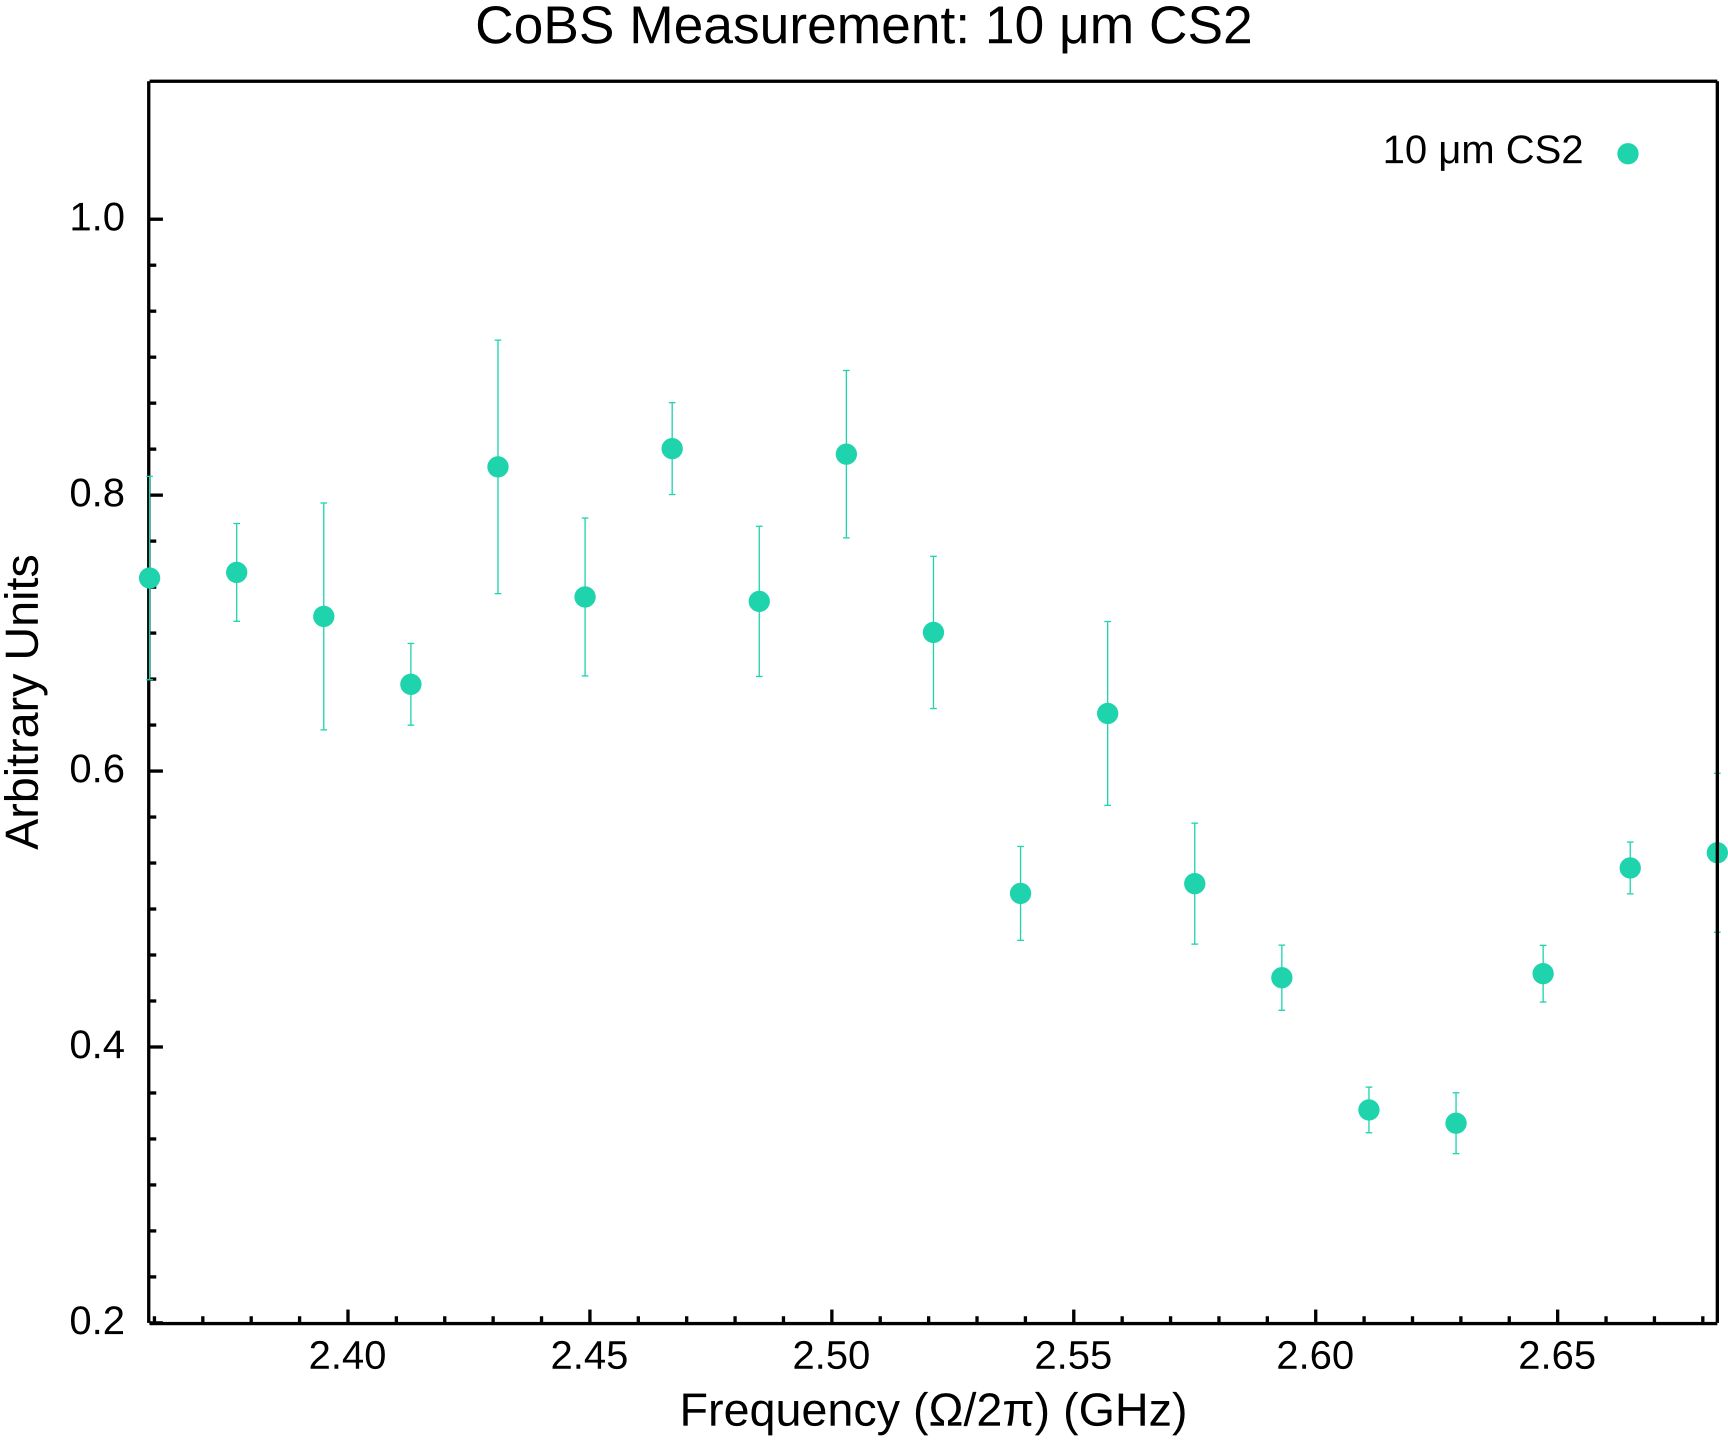 CoBS Measurement: 10 μm CS2
10 μm CS2
1.0
0.8
0.6
0.4
0.2
Arbitrary Units
2.40 2.45 2.50 2.55 2.60 2.65
Frequency (Ω/2π) (GHz)